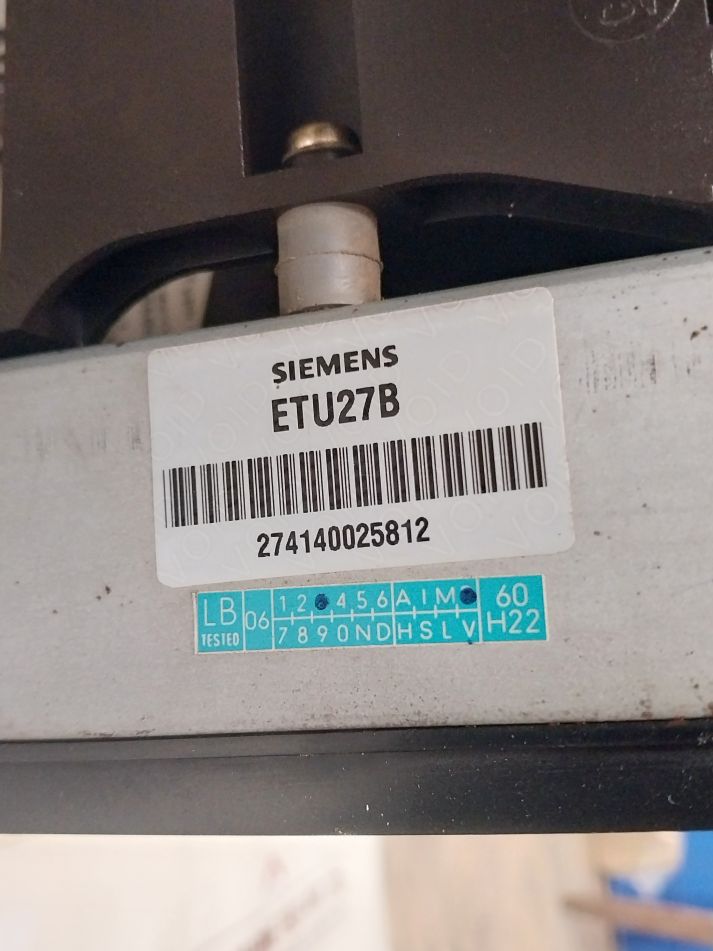 SIEMENS
ETU27B
274140025812
LB
TESTED
06
1 2 4 5 6 A I M
7 8 9 0 N D H S L V
60
H22